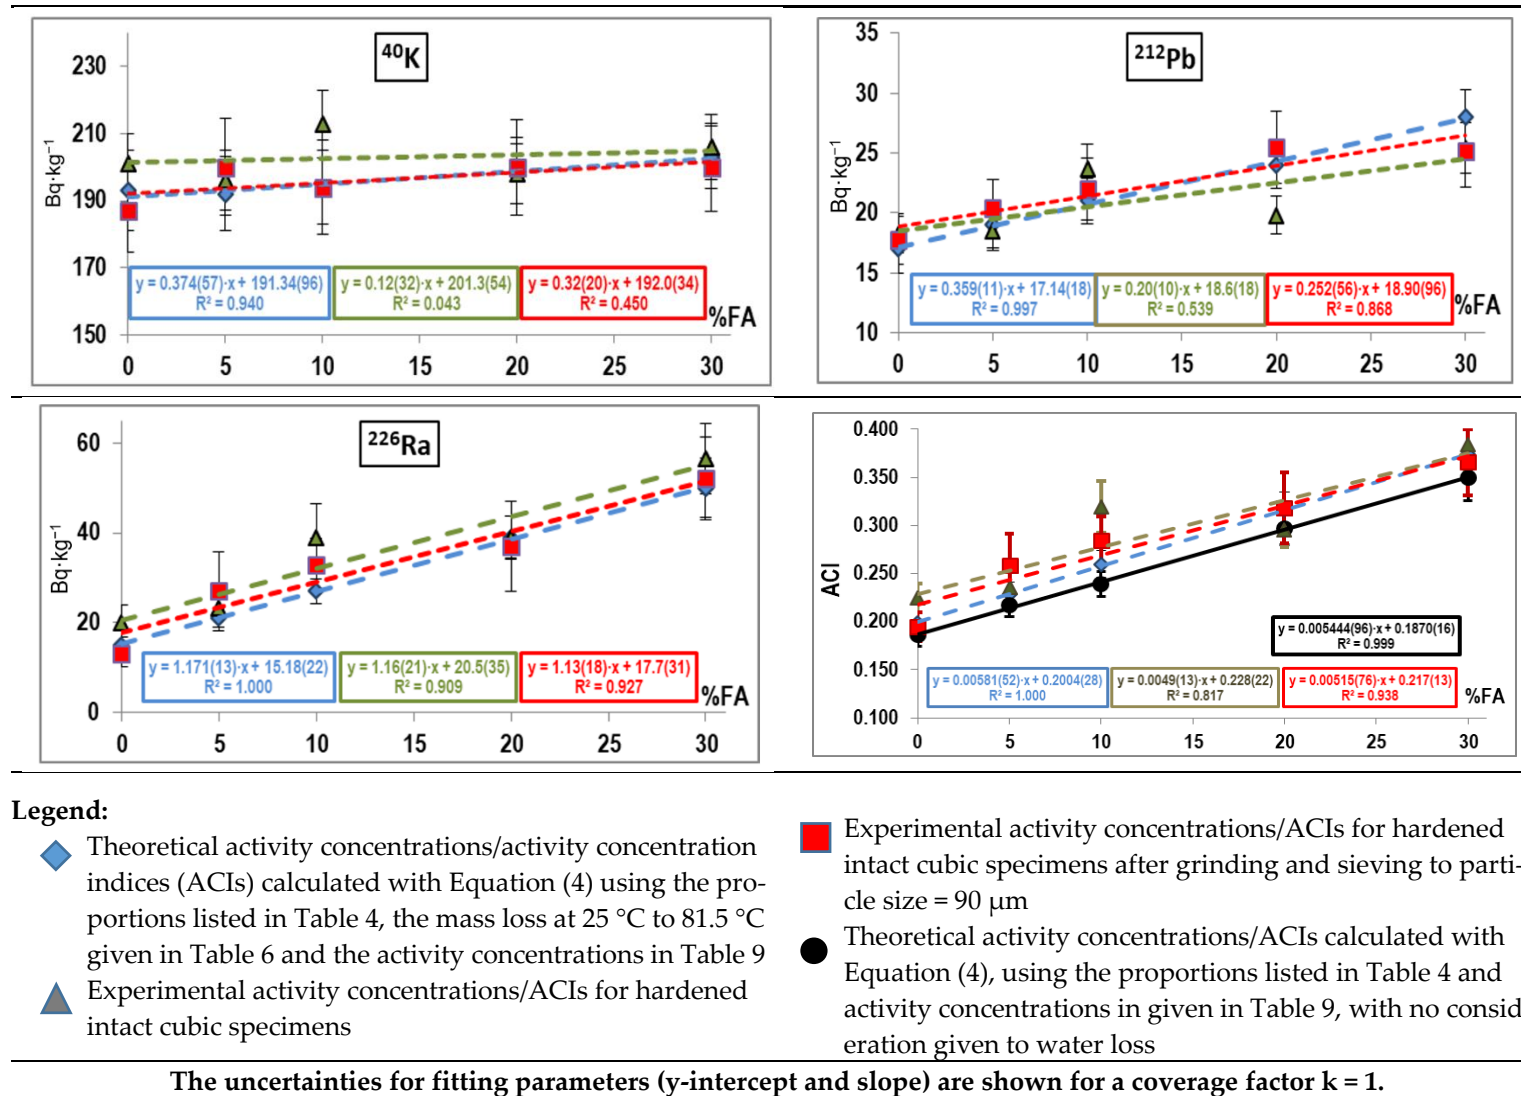 ⁴⁰K
Bq·kg⁻¹
230
210
190
170
150
y = 0.374(57)·x + 191.34(96)
R² = 0.940
y = 0.12(32)·x + 201.3(54)
R² = 0.043
y = 0.32(20)·x + 192.0(34)
R² = 0.450
%FA
0 5 10 20 25 30
²¹²Pb
Bq·kg⁻¹
35
30
25
20
15
10
y = 0.359(11)·x + 17.14(18)
R² = 0.997
y = 0.20(10)·x + 18.6(18)
R² = 0.539
y = 0.252(56)·x + 18.90(96)
R² = 0.868
%FA
0 5 10 15 20 25 30
²²⁶Ra
Bq·kg⁻¹
60
40
20
0
y = 1.171(13)·x + 15.18(22)
R² = 1.000
y = 1.16(21)·x + 20.5(35)
R² = 0.909
y = 1.13(18)·x + 17.7(31)
R² = 0.927
%FA
0 5 10 15 20 25 30
ACI
0.400
0.350
0.300
0.250
0.200
0.150
0.100
y = 0.005444(96)·x + 0.1870(16)
R² = 0.999
y = 0.00581(52)·x + 0.2004(28)
R² = 1.000
y = 0.0049(13)·x + 0.228(22)
R² = 0.817
y = 0.00515(76)·x + 0.217(13)
R² = 0.938
%FA
0 5 10 15 20 25 30
Legend:
Theoretical activity concentrations/activity concentration
indices (ACIs) calculated with Equation (4) using the pro-
portions listed in Table 4, the mass loss at 25 °C to 81.5 °C
given in Table 6 and the activity concentrations in Table 9
Experimental activity concentrations/ACIs for hardened
intact cubic specimens
Experimental activity concentrations/ACIs for hardened
intact cubic specimens after grinding and sieving to parti-
cle size = 90 μm
Theoretical activity concentrations/ACIs calculated with
Equation (4), using the proportions listed in Table 4 and
activity concentrations in given in Table 9, with no consid
eration given to water loss
The uncertainties for fitting parameters (y-intercept and slope) are shown for a coverage factor k = 1.